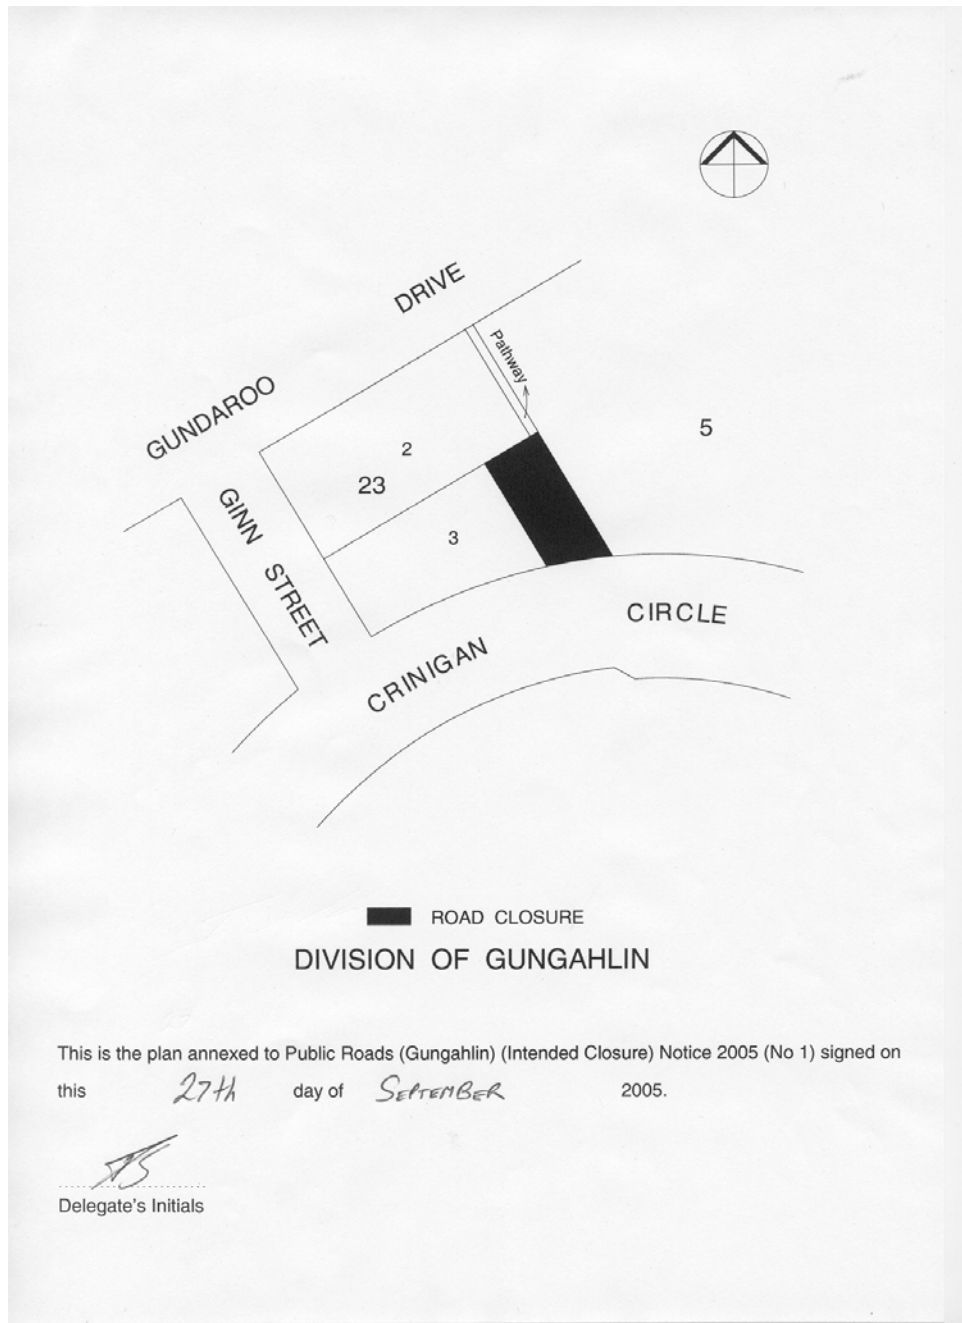 GUNDAROO DRIVE
Pathway
5
2
23
GINN STREET
3
CIRCLE
CRINIGAN
ROAD CLOSURE
DIVISION OF GUNGAHLIN
This is the plan annexed to Public Roads (Gungahlin) (Intended Closure) Notice 2005 (No 1) signed on
this 27th day of SEPTEMBER 2005.
Delegate's Initials